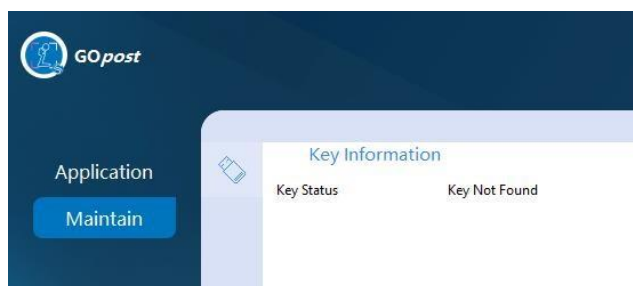 GOpost
Application
Maintain
Key Information
Key Status Key Not Found